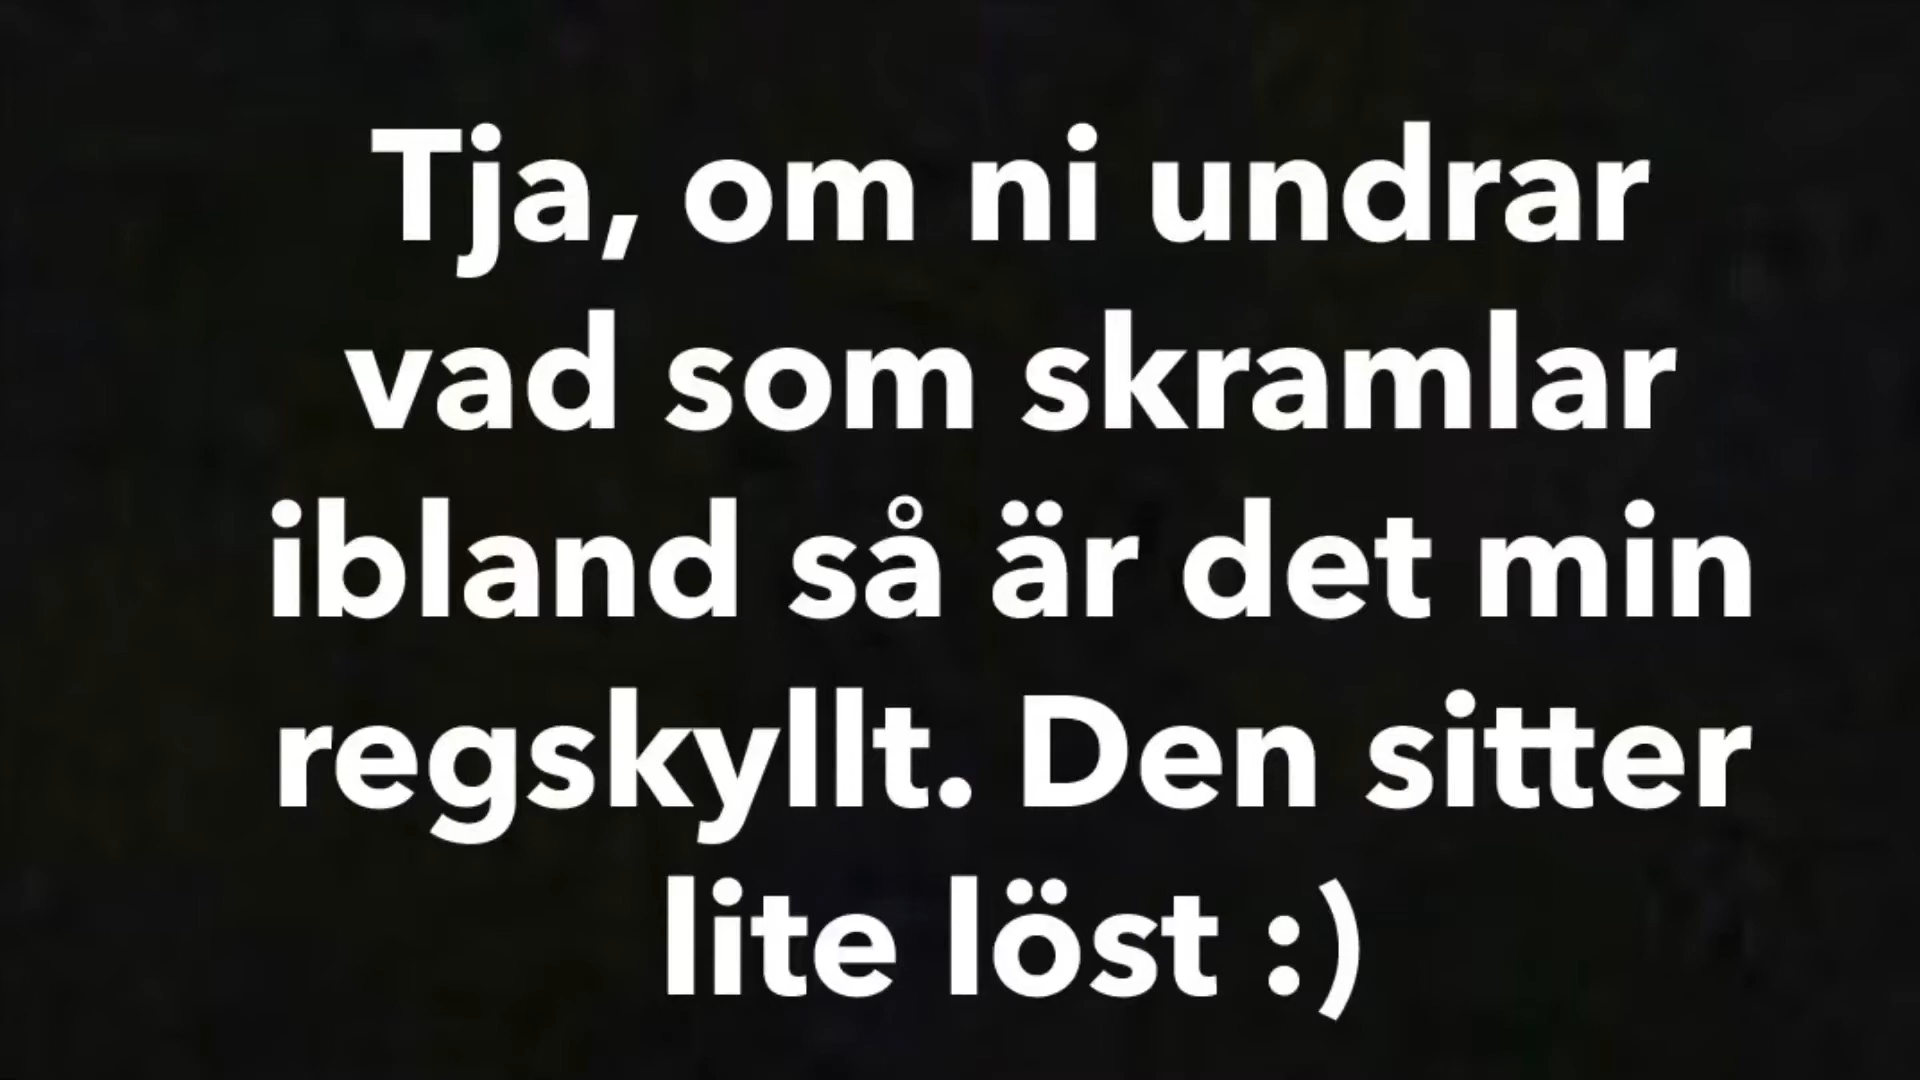 Tja, om ni undrar
vad som skramlar
ibland så är det min
regskyllt. Den sitter
lite löst :)